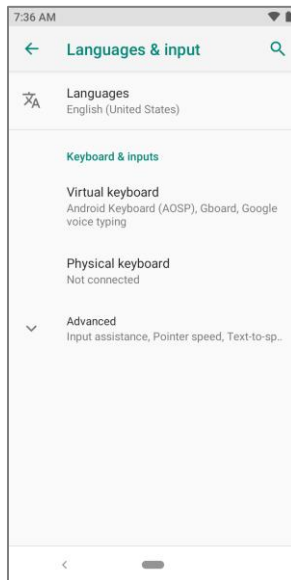 7:36 AM
Languages & input
Languages
English (United States)
Keyboard & inputs
Virtual keyboard
Android Keyboard (AOSP), Gboard, Google
voice typing
Physical keyboard
Not connected
Advanced
Input assistance, Pointer speed, Text-to-sp..